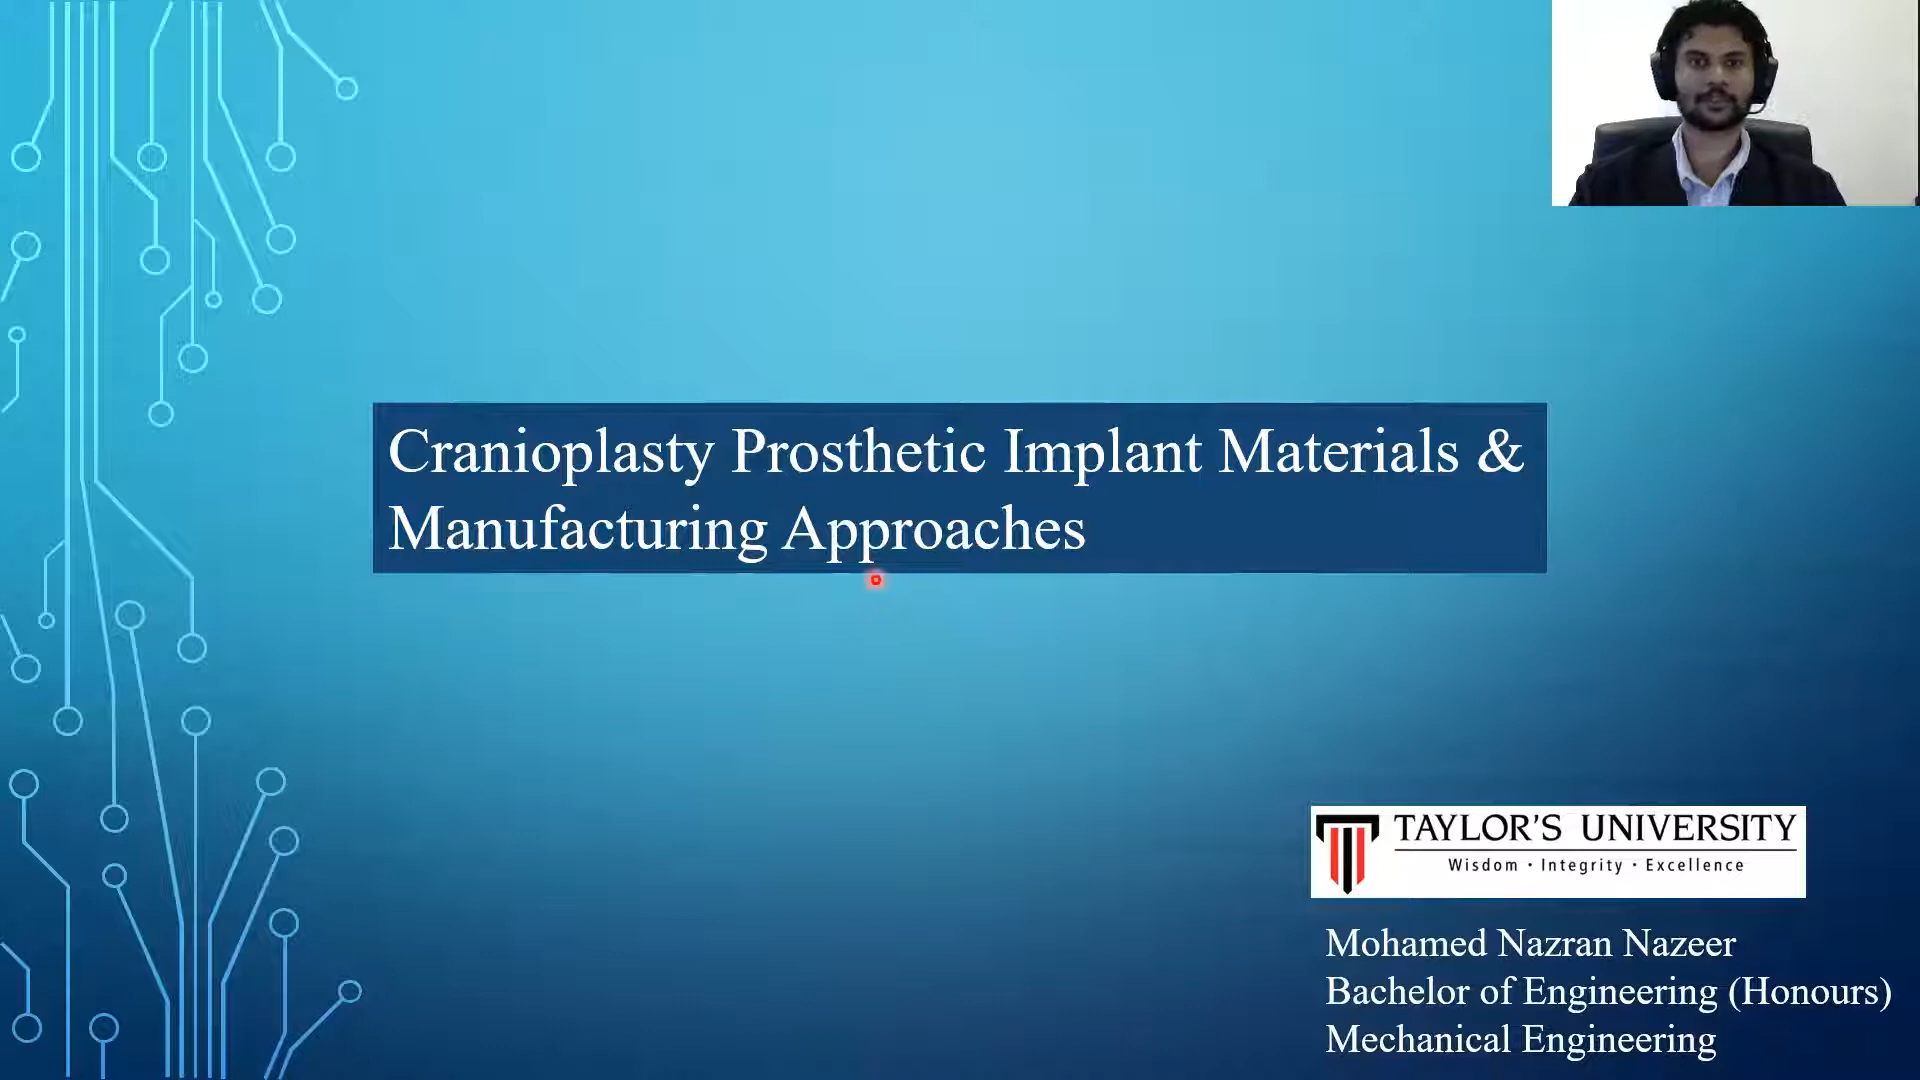 Cranioplasty Prosthetic Implant Materials &
Manufacturing Approaches
TAYLOR'S UNIVERSITY
Wisdom · Integrity · Excellence
Mohamed Nazran Nazeer
Bachelor of Engineering (Honours)
Mechanical Engineering